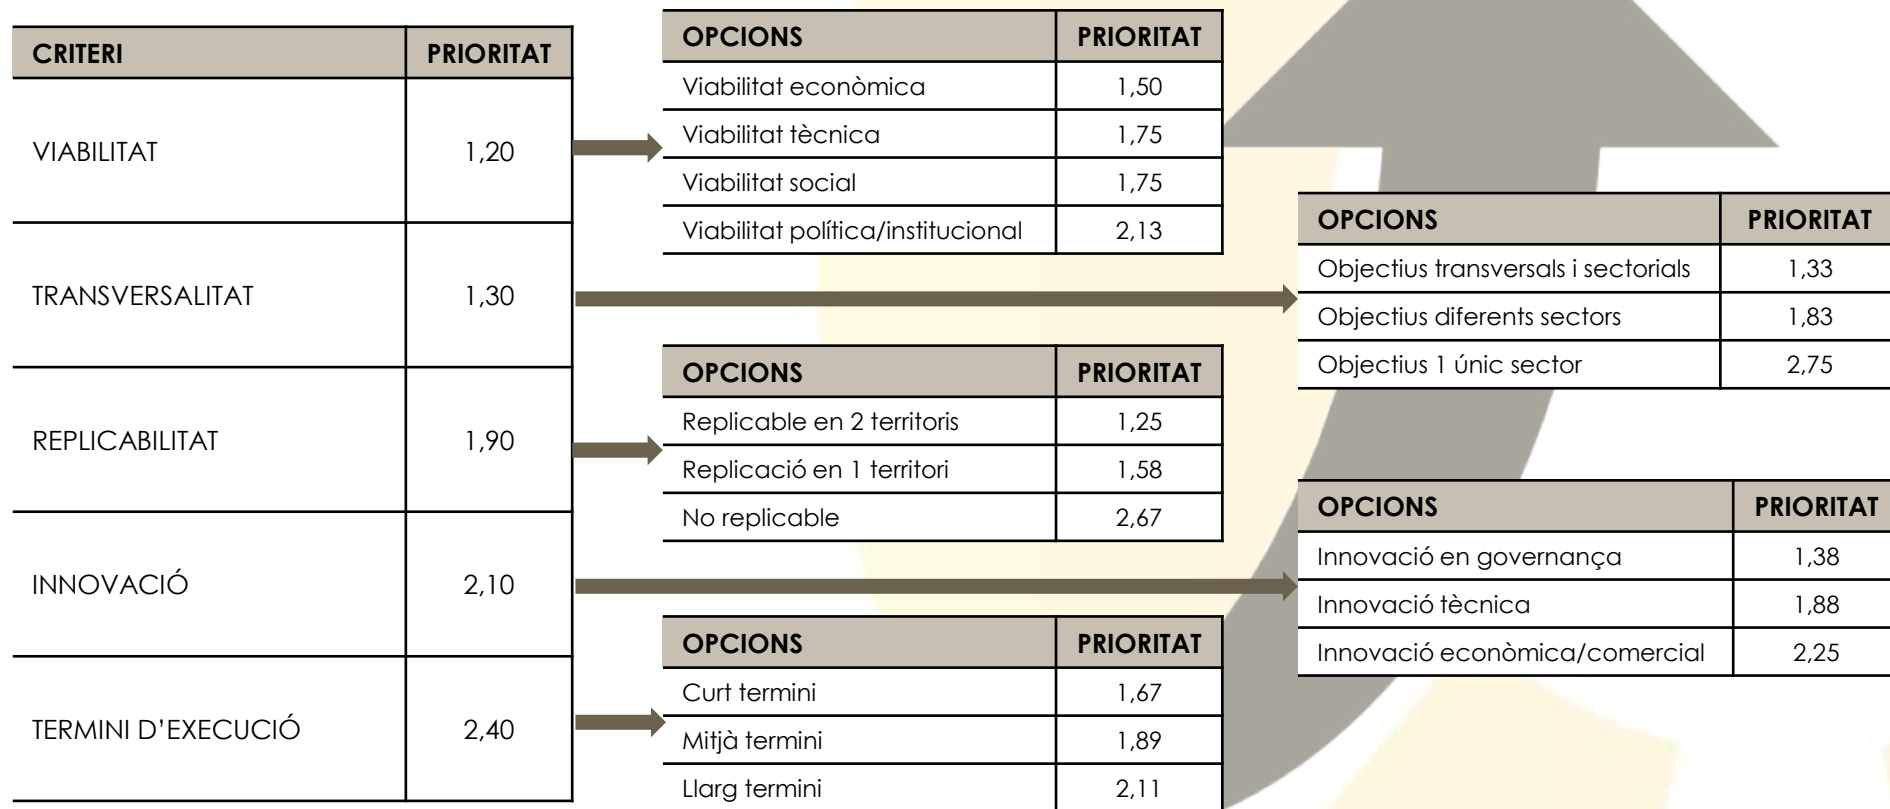 CRITERI PRIORITAT
VIABILITAT 1,20
TRANSVERSALITAT 1,30
REPLICABILITAT 1,90
INNOVACIÓ 2,10
TERMINI D’EXECUCIÓ 2,40
OPCIONS PRIORITAT
Viabilitat econòmica 1,50
Viabilitat tècnica 1,75
Viabilitat social 1,75
Viabilitat política/institucional 2,13
OPCIONS PRIORITAT
Objectius transversals i sectorials 1,33
Objectius diferents sectors 1,83
Objectius 1 únic sector 2,75
OPCIONS PRIORITAT
Replicable en 2 territoris 1,25
Replicació en 1 territori 1,58
No replicable 2,67
OPCIONS PRIORITAT
Innovació en governança 1,38
Innovació tècnica 1,88
Innovació econòmica/comercial 2,25
OPCIONS PRIORITAT
Curt termini 1,67
Mitjà termini 1,89
Llarg termini 2,11